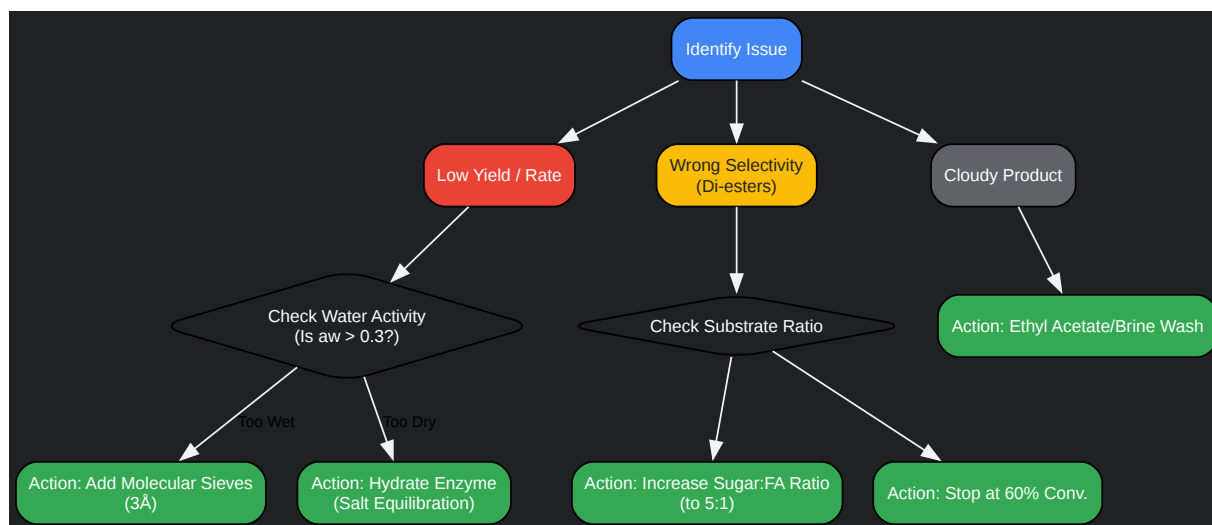 Identify Issue
Low Yield / Rate
Wrong Selectivity
(Di-esters)
Cloudy Product
Check Water Activity
(Is aw > 0.3?)
Check Substrate Ratio
Action: Ethyl Acetate/Brine Wash
Too Wet
Too Dry
Action: Add Molecular Sieves
(3Å)
Action: Hydrate Enzyme
(Salt Equilibration)
Action: Increase Sugar:FA Ratio
(to 5:1)
Action: Stop at 60% Conv.